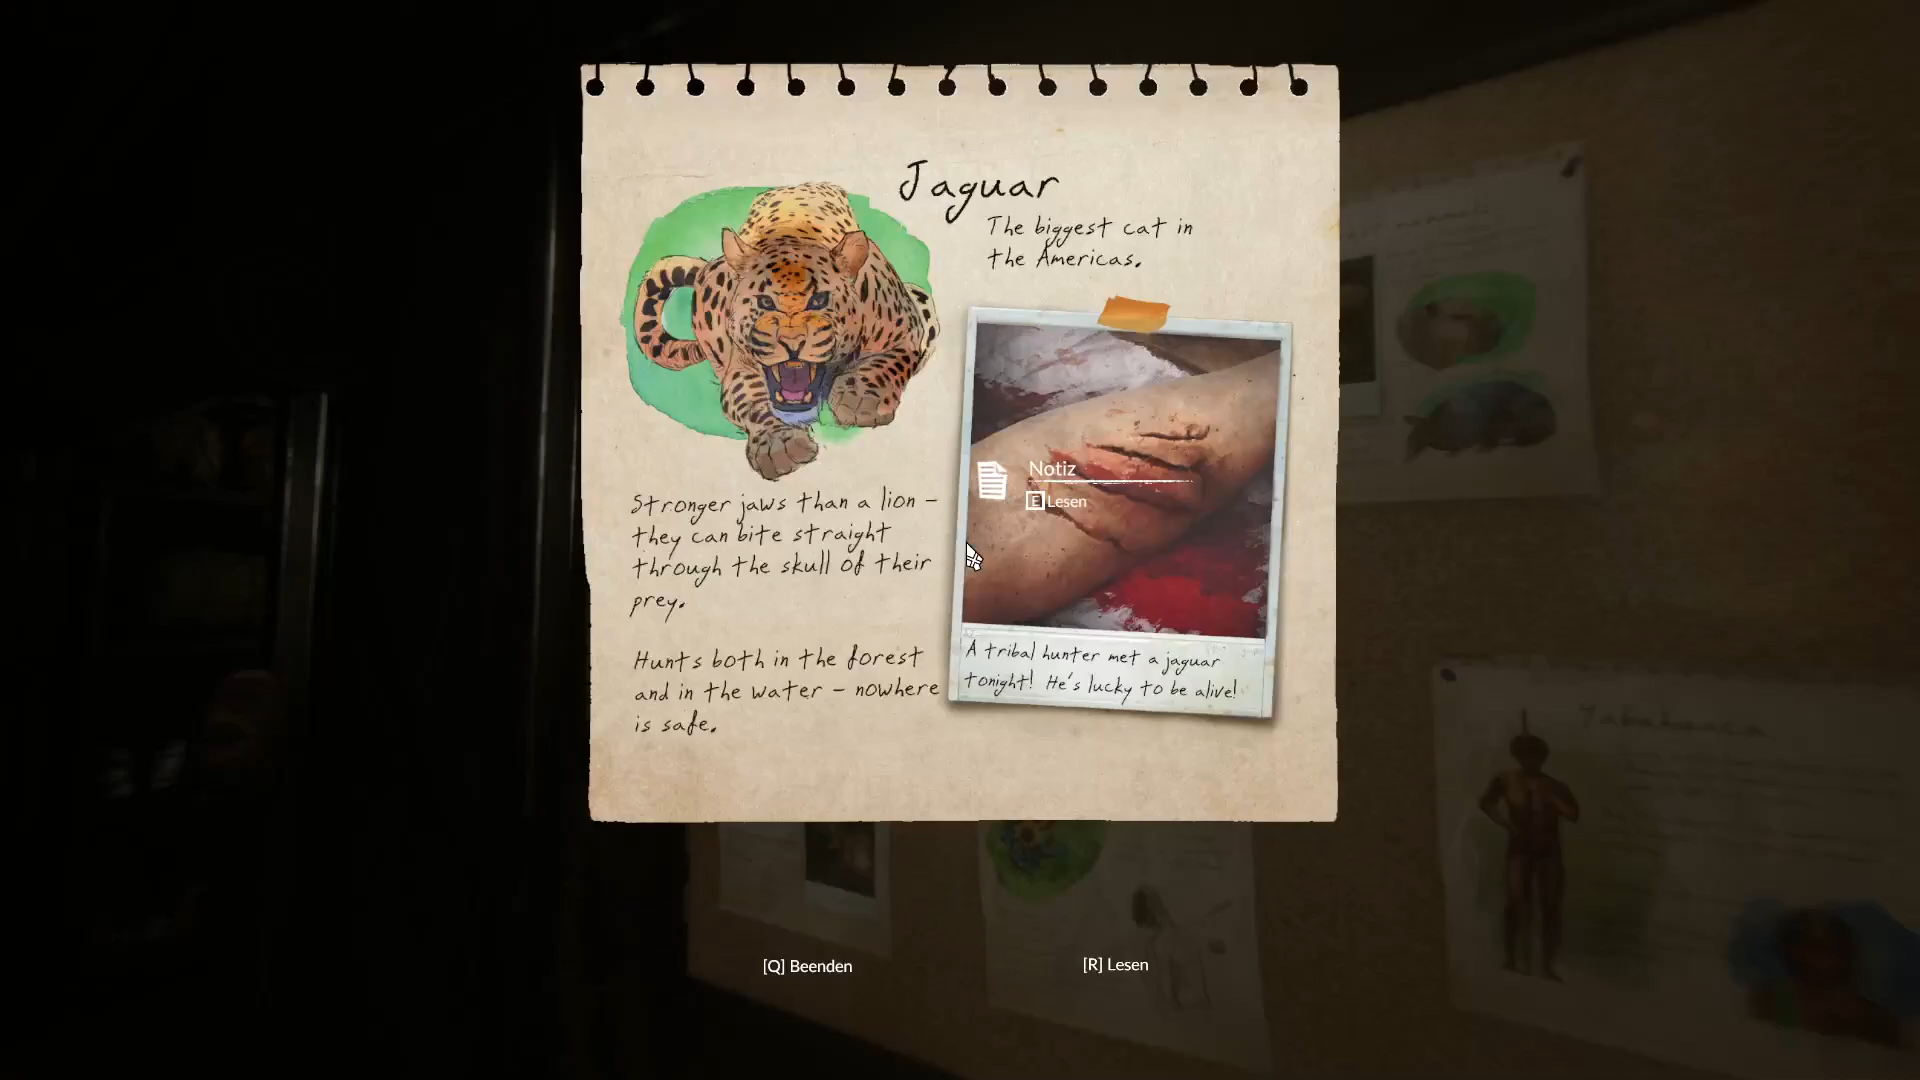 Jaguar
The biggest cat in
the Americas.
Stronger jaws than a lion –
they can bite straight
through the skull of their
prey.
Hunts both in the forest
and in the water – nowhere
is safe.
Notiz
E Lesen
A tribal hunter met a jaguar
tonight! He's lucky to be alive!
[Q] Beenden
[R] Lesen